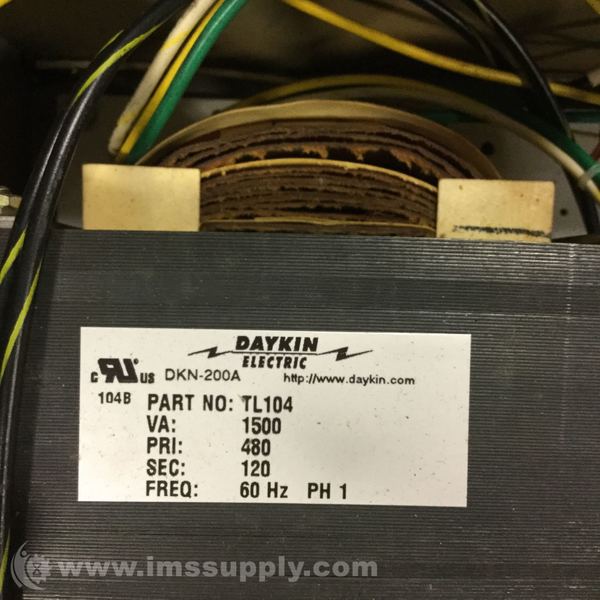 DAYKIN
ELECTRIC
c RU US DKN-200A http://www.daykin.com
104B PART NO: TL104
VA: 1500
PRI: 480
SEC: 120
FREQ: 60 Hz PH 1
www.imssupply.com